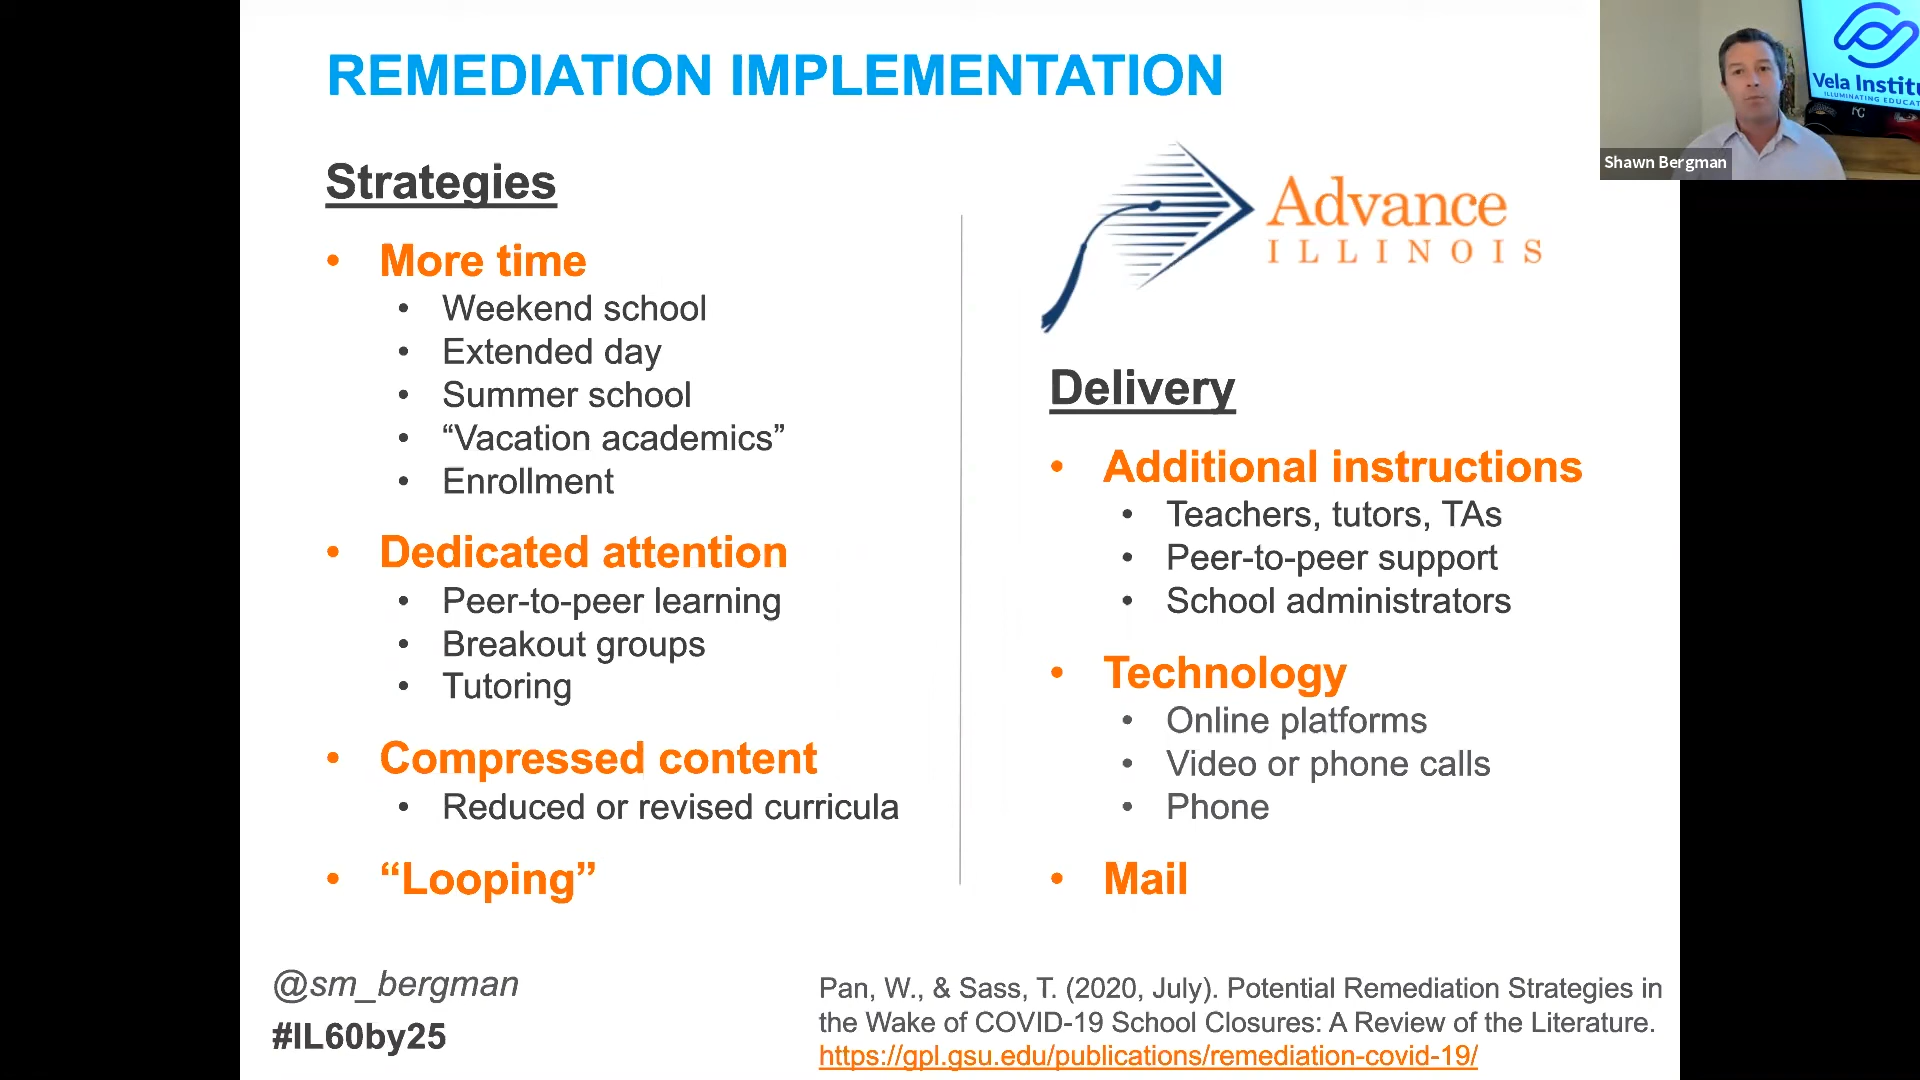 REMEDIATION IMPLEMENTATION
Strategies
• More time
• Weekend school
• Extended day
• Summer school
• “Vacation academics”
• Enrollment
• Dedicated attention
• Peer-to-peer learning
• Breakout groups
• Tutoring
• Compressed content
• Reduced or revised curricula
• “Looping”
Advance
ILLINOIS
Delivery
• Additional instructions
• Teachers, tutors, TAs
• Peer-to-peer support
• School administrators
• Technology
• Online platforms
• Video or phone calls
• Phone
• Mail
@sm_bergman
#IL60by25
Pan, W., & Sass, T. (2020, July). Potential Remediation Strategies in
the Wake of COVID-19 School Closures: A Review of the Literature.
https://gpl.gsu.edu/publications/remediation-covid-19/
Vela Institu
ILLUMINATING EDUCAT
KC
Shawn Bergman